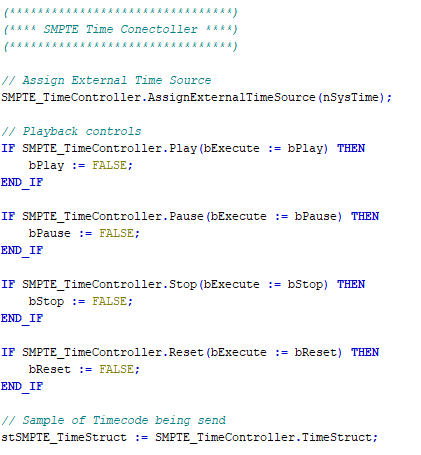 (*******************************)
(**** SMPTE Time Conectoller ****)
(*******************************)
// Assign External Time Source
SMPTE_TimeController.AssignExternalTimeSource(nSysTime);
// Playback controls
IF SMPTE_TimeController.Play(bExecute := bPlay) THEN
bPlay := FALSE;
END_IF
IF SMPTE_TimeController.Pause(bExecute := bPause) THEN
bPause := FALSE;
END_IF
IF SMPTE_TimeController.Stop(bExecute := bStop) THEN
bStop := FALSE;
END_IF
IF SMPTE_TimeController.Reset(bExecute := bReset) THEN
bReset := FALSE;
END_IF
// Sample of Timecode being send
stSMPTE_TimeStruct := SMPTE_TimeController.TimeStruct;